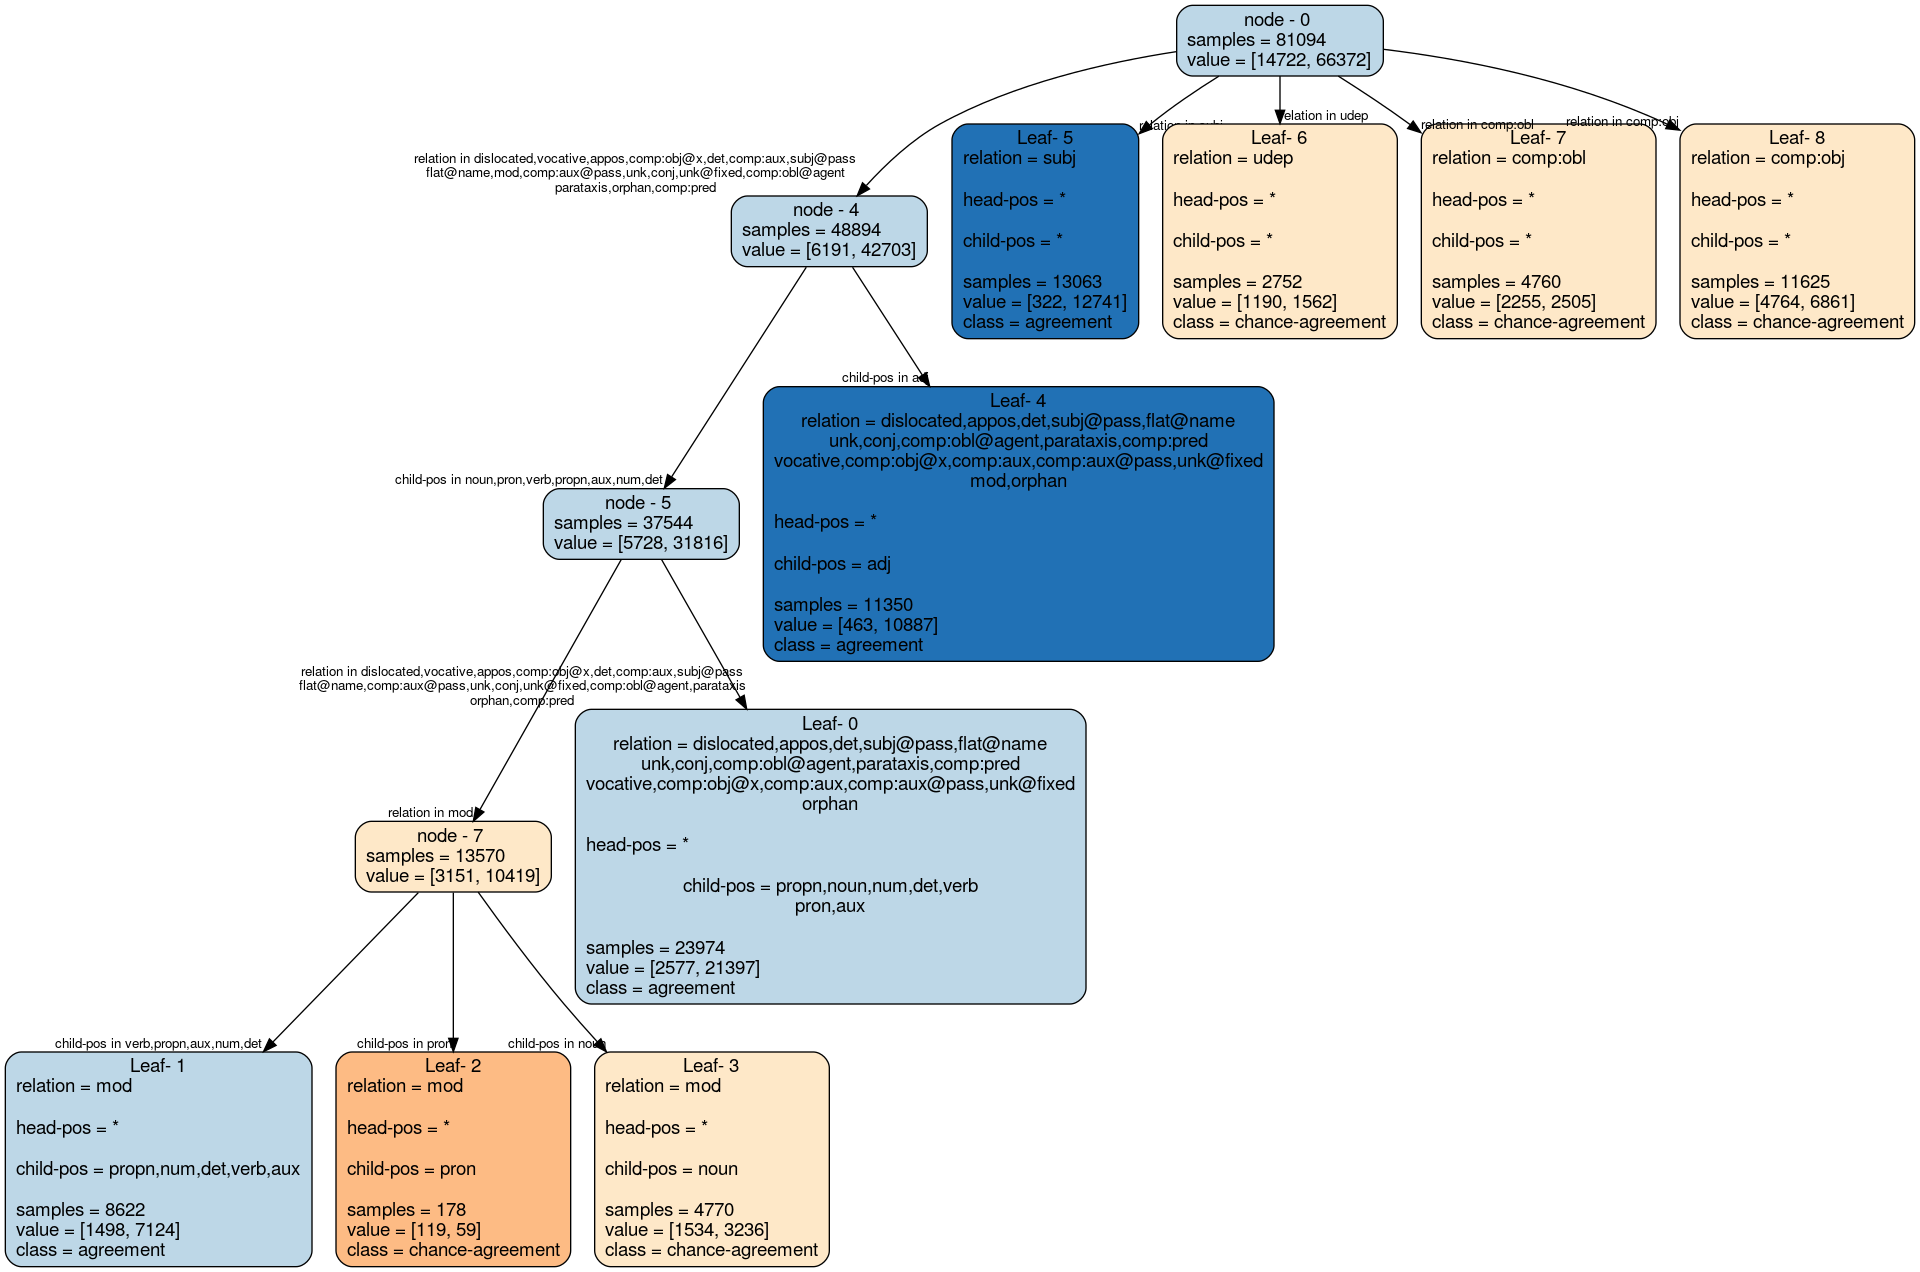 node - 0
samples = 81094
value = [14722, 66372]
relation in udep
relation in comp:obl
relation in comp:obj
relation in dislocated,vocative,appos,comp:obj@x,det,comp:aux,subj@pass
flat@name,mod,comp:aux@pass,unk,conj,unk@fixed,comp:obl@agent
parataxis,orphan,comp:pred
node - 4
samples = 48894
value = [6191, 42703]
relation in subj
Leaf- 5
relation = subj
head-pos = *
child-pos = *
samples = 13063
value = [322, 12741]
class = agreement
Leaf- 6
relation = udep
head-pos = *
child-pos = *
samples = 2752
value = [1190, 1562]
class = chance-agreement
Leaf- 7
relation = comp:obl
head-pos = *
child-pos = *
samples = 4760
value = [2255, 2505]
class = chance-agreement
Leaf- 8
relation = comp:obj
head-pos = *
child-pos = *
samples = 11625
value = [4764, 6861]
class = chance-agreement
child-pos in adj
Leaf- 4
relation = dislocated,appos,det,subj@pass,flat@name
unk,conj,comp:obl@agent,parataxis,comp:pred
vocative,comp:obj@x,comp:aux,comp:aux@pass,unk@fixed
mod,orphan
head-pos = *
child-pos = adj
samples = 11350
value = [463, 10887]
class = agreement
child-pos in noun,pron,verb,propn,aux,num,det
node - 5
samples = 37544
value = [5728, 31816]
relation in dislocated,vocative,appos,comp:obj@x,det,comp:aux,subj@pass
flat@name,comp:aux@pass,unk,conj,unk@fixed,comp:obl@agent,parataxis
orphan,comp:pred
Leaf- 0
relation = dislocated,appos,det,subj@pass,flat@name
unk,conj,comp:obl@agent,parataxis,comp:pred
vocative,comp:obj@x,comp:aux,comp:aux@pass,unk@fixed
orphan
head-pos = *
child-pos = propn,noun,num,det,verb
pron,aux
samples = 23974
value = [2577, 21397]
class = agreement
relation in mod
node - 7
samples = 13570
value = [3151, 10419]
child-pos in verb,propn,aux,num,det
Leaf- 1
relation = mod
head-pos = *
child-pos = propn,num,det,verb,aux
samples = 8622
value = [1498, 7124]
class = agreement
child-pos in pron
Leaf- 2
relation = mod
head-pos = *
child-pos = pron
samples = 178
value = [119, 59]
class = chance-agreement
child-pos in noun
Leaf- 3
relation = mod
head-pos = *
child-pos = noun
samples = 4770
value = [1534, 3236]
class = chance-agreement